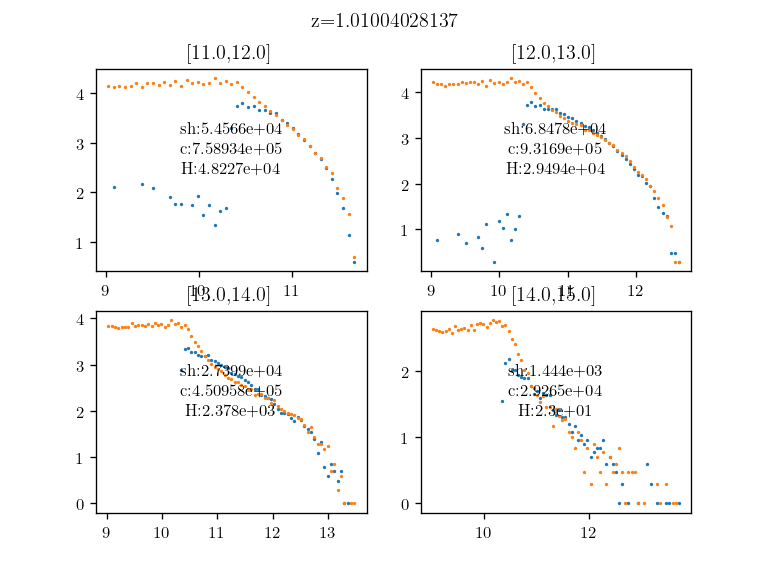 z=1.01004028137
[11.0,12.0]
[12.0,13.0]
4
3
2
1
sh:5.4566e+04
c:7.58934e+05
H:4.8227e+04
9
10
11
4
3
2
1
sh:6.8478e+04
c:9.3169e+05
H:2.9494e+04
9
10
11
12
[13.0,14.0]
[14.0,15.0]
4
3
2
1
0
sh:2.7399e+04
c:4.50958e+05
H:2.378e+03
9
10
11
12
13
2
1
0
sh:1.444e+03
c:2.9265e+04
H:2.3e+01
10
12